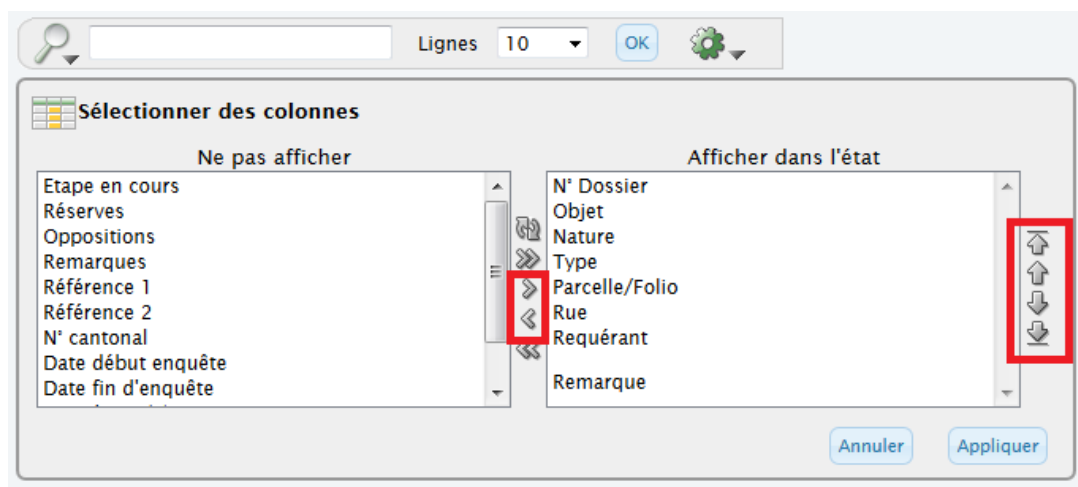 Lignes 10 OK
Sélectionner des colonnes
Ne pas afficher
Afficher dans l'état
Etape en cours
Réserves
Oppositions
Remarques
Référence 1
Référence 2
N° cantonal
Date début enquête
Date fin d'enquête
N° Dossier
Objet
Nature
Type
Parcelle/Folio
Rue
Requérant
Remarque
Annuler
Appliquer